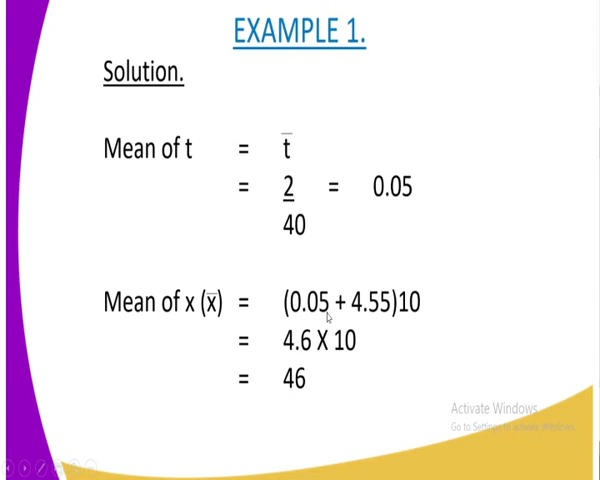 EXAMPLE 1.
Solution.
Mean of t = t̅
= 2 = 0.05
40
Mean of x (x̅) = (0.05 + 4.55)10
= 4.6 X 10
= 46
Activate Windows
Go to Settings to activate Windows.